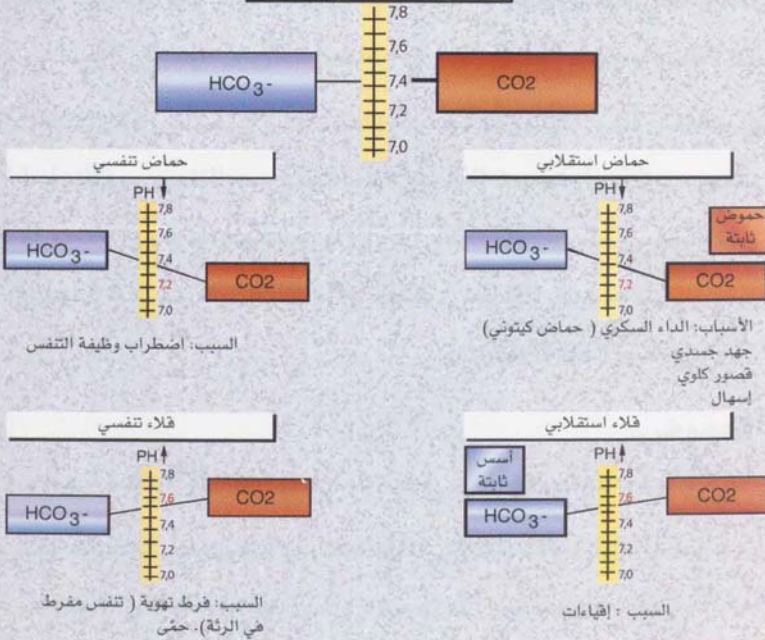 7,8
7,6
7,4
7,2
7,0
HCO3-
CO2
حماض تنفسي
PH
7,8
7,6
7,4
7,2
7,0
HCO3-
CO2
السبب: اضطراب وظيفة التنفس
حماض استقلابي
PH
7,8
7,6
7,4
7,2
7,0
حموض
ثابتة
HCO3-
CO2
الأسباب: الداء السكري ( حماض كيتوني)
جهد جسدي
قصور كلوي
إسهال
قلاء تنفسي
PH
7,8
7,6
7,4
7,2
7,0
HCO3-
CO2
السبب: فرط تهوية ( تنفس مفرط
في الرئة). حمّى
قلاء استقلابي
PH
7,8
7,6
7,4
7,2
7,0
أسس
ثابتة
HCO3-
CO2
السبب : إقياءات